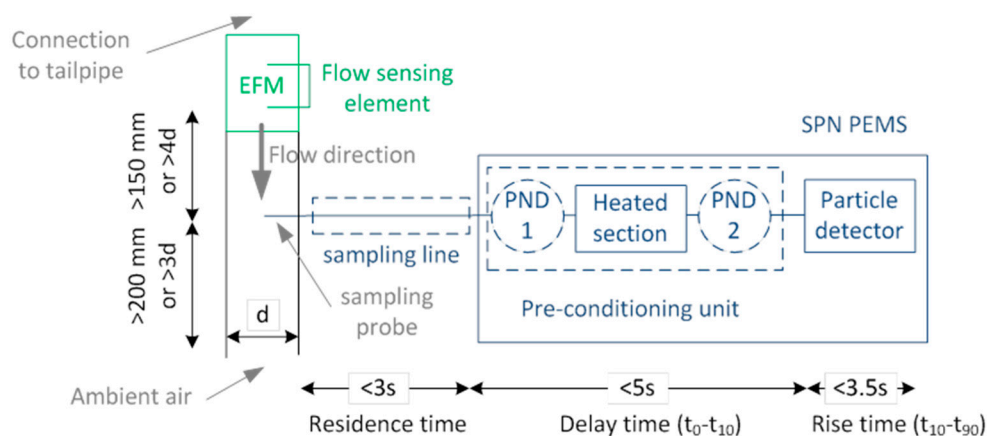 Connection
to tailpipe
EFM
Flow sensing
element
>150 mm
or >4d
Flow direction
SPN PEMS
PND
1
Heated
section
PND
2
Particle
detector
sampling line
>200 mm
or >3d
sampling
probe
Pre-conditioning unit
d
Ambient air
<3s
<5s
<3.5s
Residence time
Delay time (t₀-t₁₀)
Rise time (t₁₀-t₉₀)